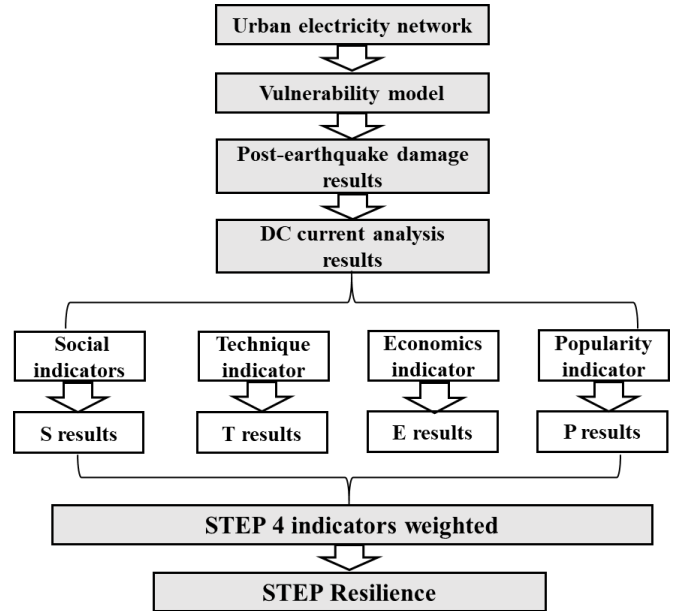 Urban electricity network
Vulnerability model
Post-earthquake damage
results
DC current analysis
results
Social
indicators
Technique
indicator
Economics
indicator
Popularity
indicator
S results
T results
E results
P results
STEP 4 indicators weighted
STEP Resilience